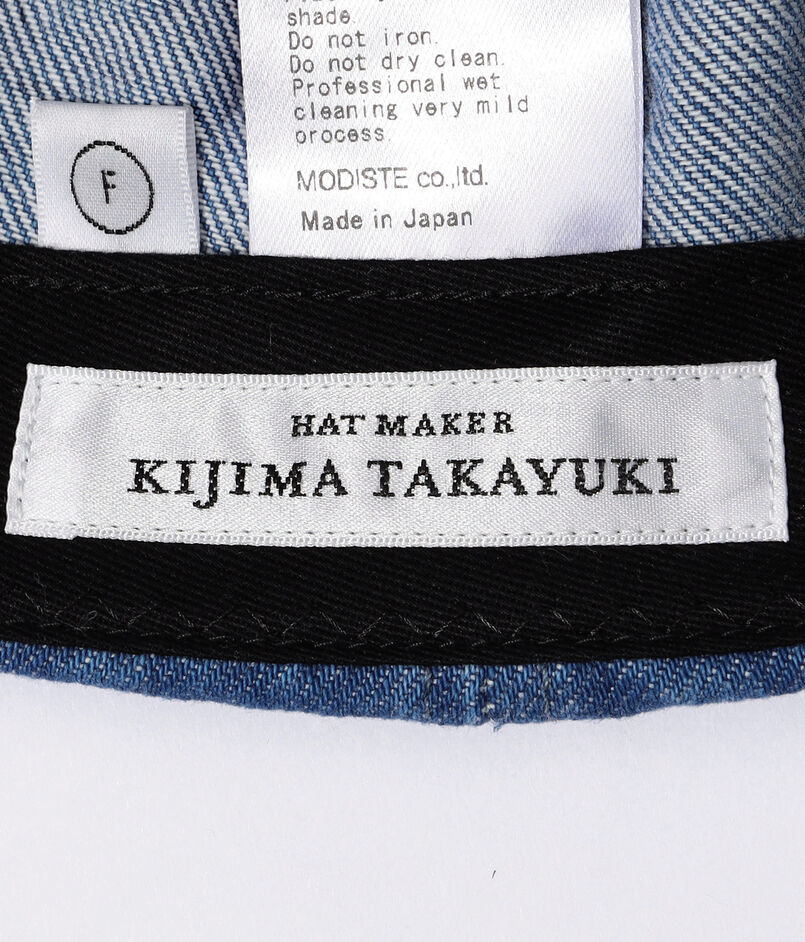 shade.
Do not iron.
Do not dry clean.
Professional wet
cleaning very mild
orocess.
MODISTE co.,ltd.
Made in Japan
F
HAT MAKER
KIJIMA TAKAYUKI